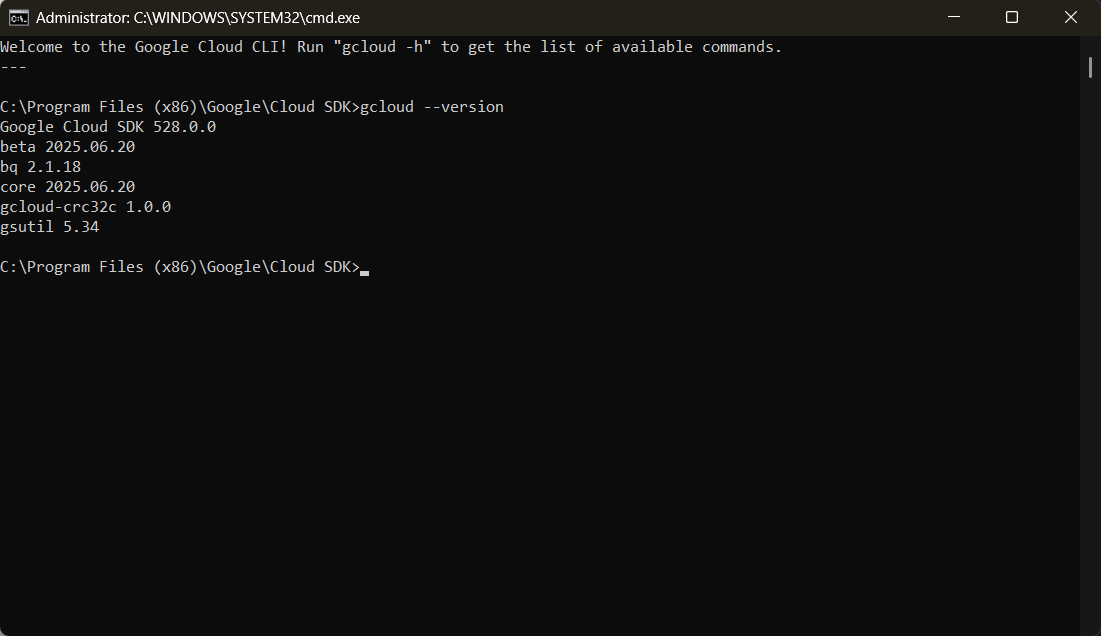 Administrator: C:\WINDOWS\SYSTEM32\cmd.exe
Welcome to the Google Cloud CLI! Run "gcloud -h" to get the list of available commands.
---
C:\Program Files (x86)\Google\Cloud SDK>gcloud --version
Google Cloud SDK 528.0.0
beta 2025.06.20
bq 2.1.18
core 2025.06.20
gcloud-crc32c 1.0.0
gsutil 5.34
C:\Program Files (x86)\Google\Cloud SDK>